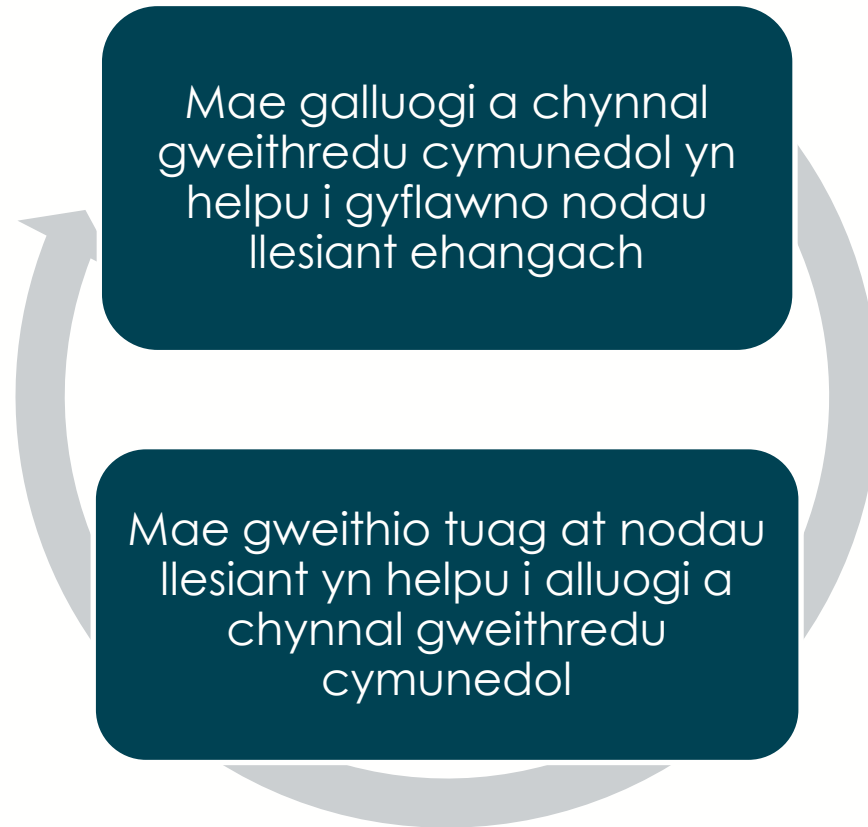 Mae galluogi a chynnal
gweithredu cymunedol yn
helpu i gyflawno nodau
llesiant ehangach
Mae gweithio tuag at nodau
llesiant yn helpu i alluogi a
chynnal gweithredu
cymunedol